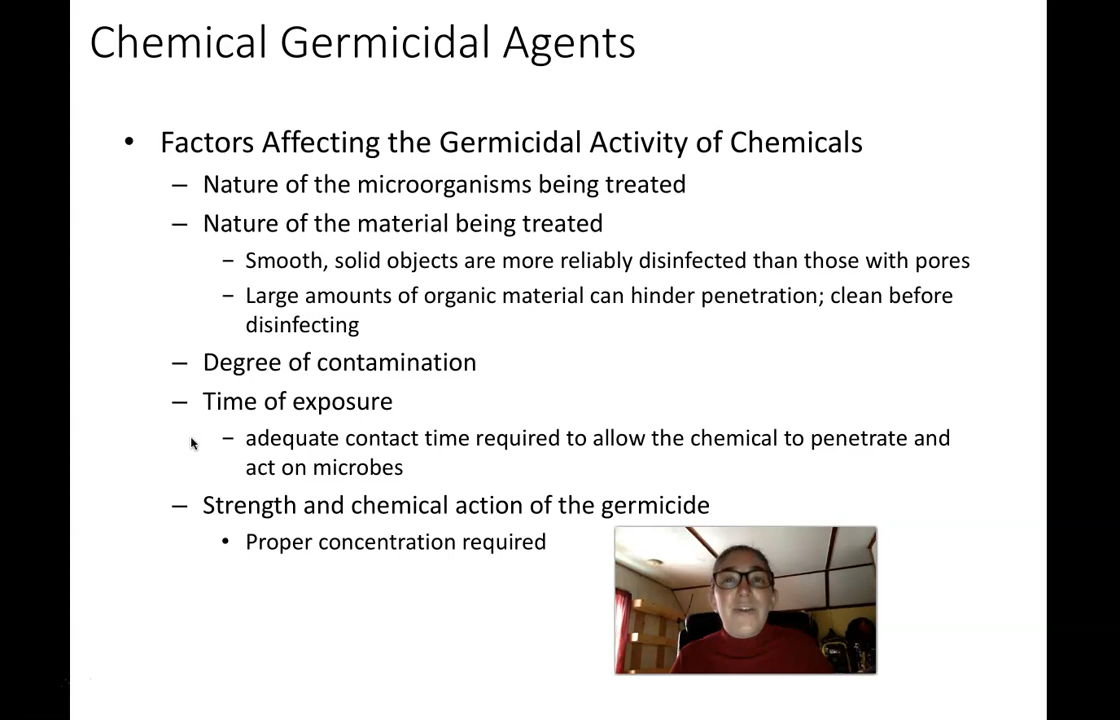 Chemical Germicidal Agents
• Factors Affecting the Germicidal Activity of Chemicals
– Nature of the microorganisms being treated
– Nature of the material being treated
– Smooth, solid objects are more reliably disinfected than those with pores
– Large amounts of organic material can hinder penetration; clean before
disinfecting
– Degree of contamination
– Time of exposure
– adequate contact time required to allow the chemical to penetrate and
act on microbes
– Strength and chemical action of the germicide
• Proper concentration required